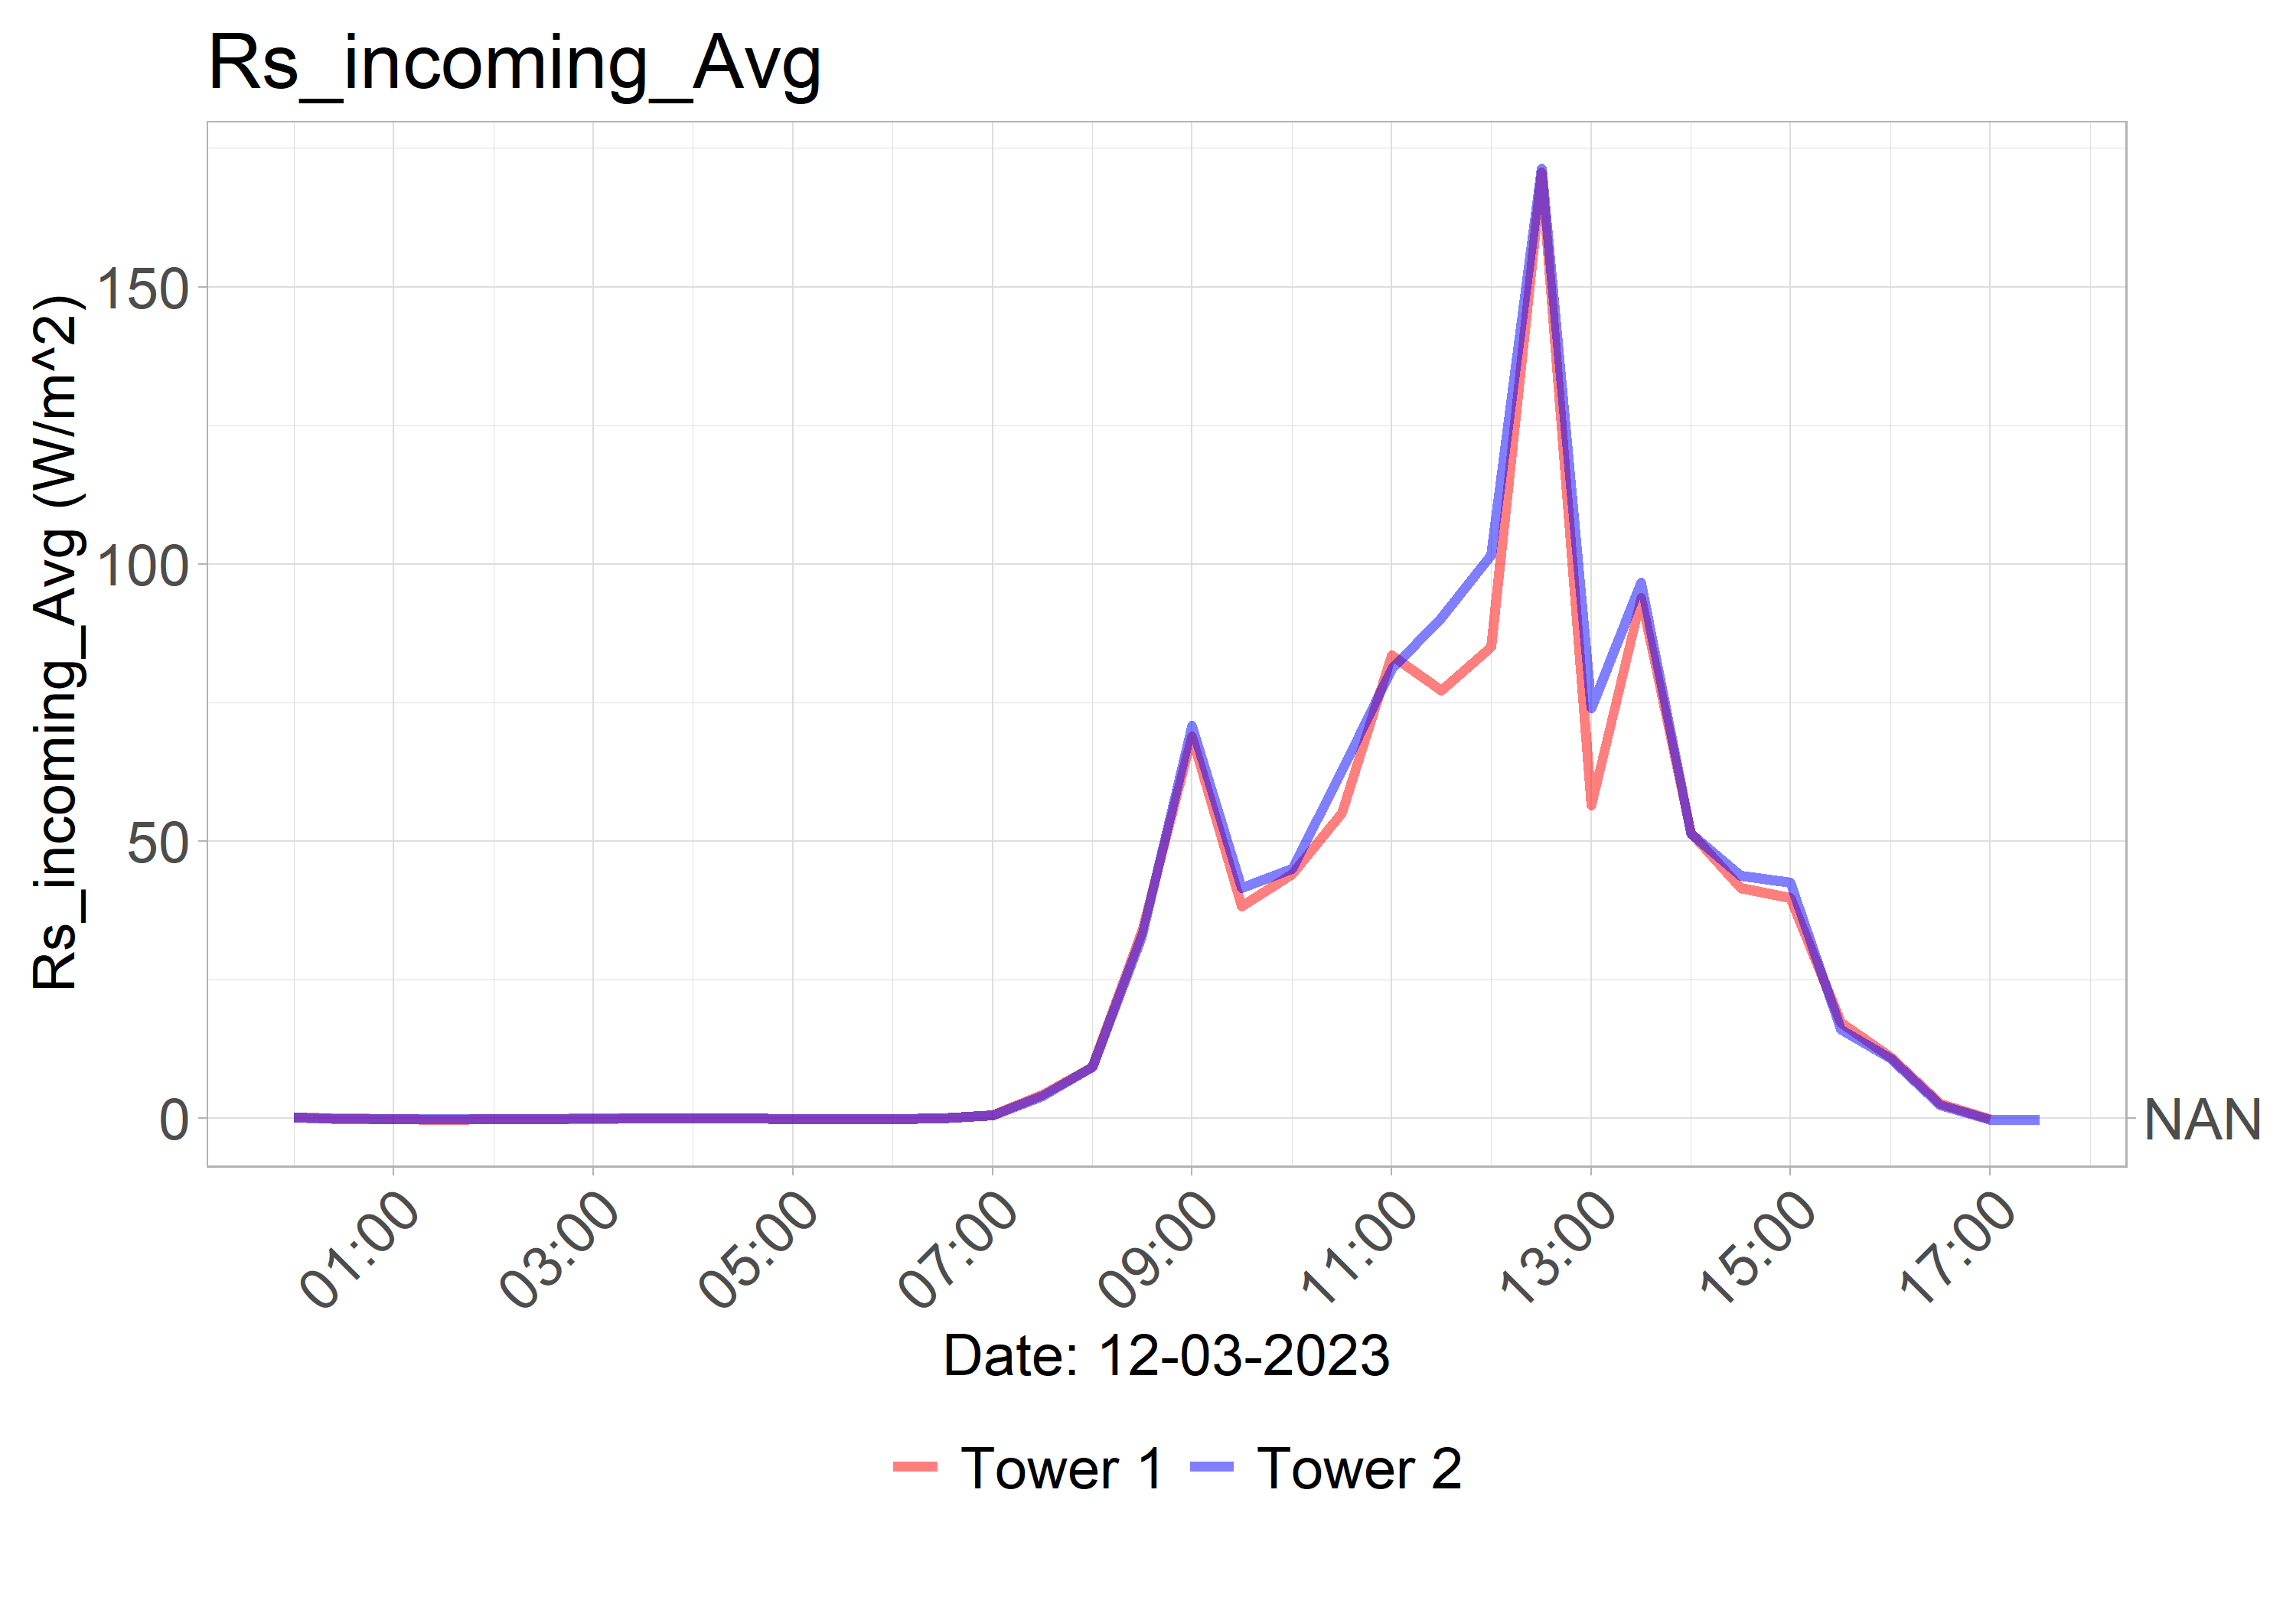 Rs_incoming_Avg
Rs_incoming_Avg (W/m^2)
150
100
50
0
NAN
01:00 03:00 05:00 07:00 09:00 11:00 13:00 15:00 17:00
Date: 12-03-2023
Tower 1 Tower 2